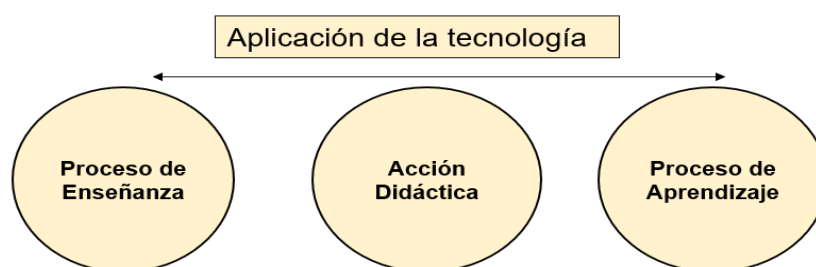 Aplicación de la tecnología
Proceso de
Enseñanza
Acción
Didáctica
Proceso de
Aprendizaje